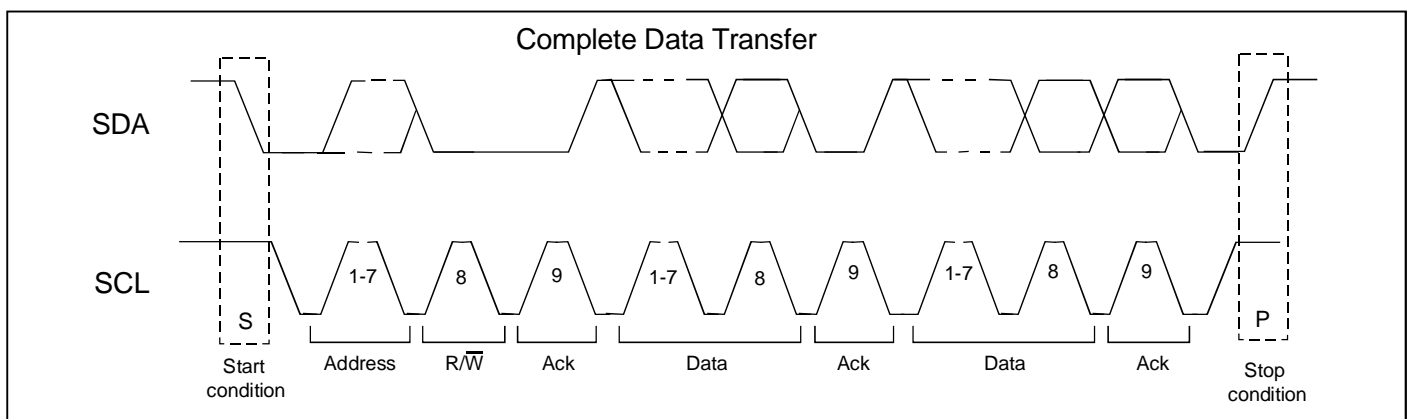 Complete Data Transfer
SDA
SCL
1-7
8
9
1-7
8
9
1-7
8
9
S
P
Start
condition
Address
R/W̅
Ack
Data
Ack
Data
Ack
Stop
condition